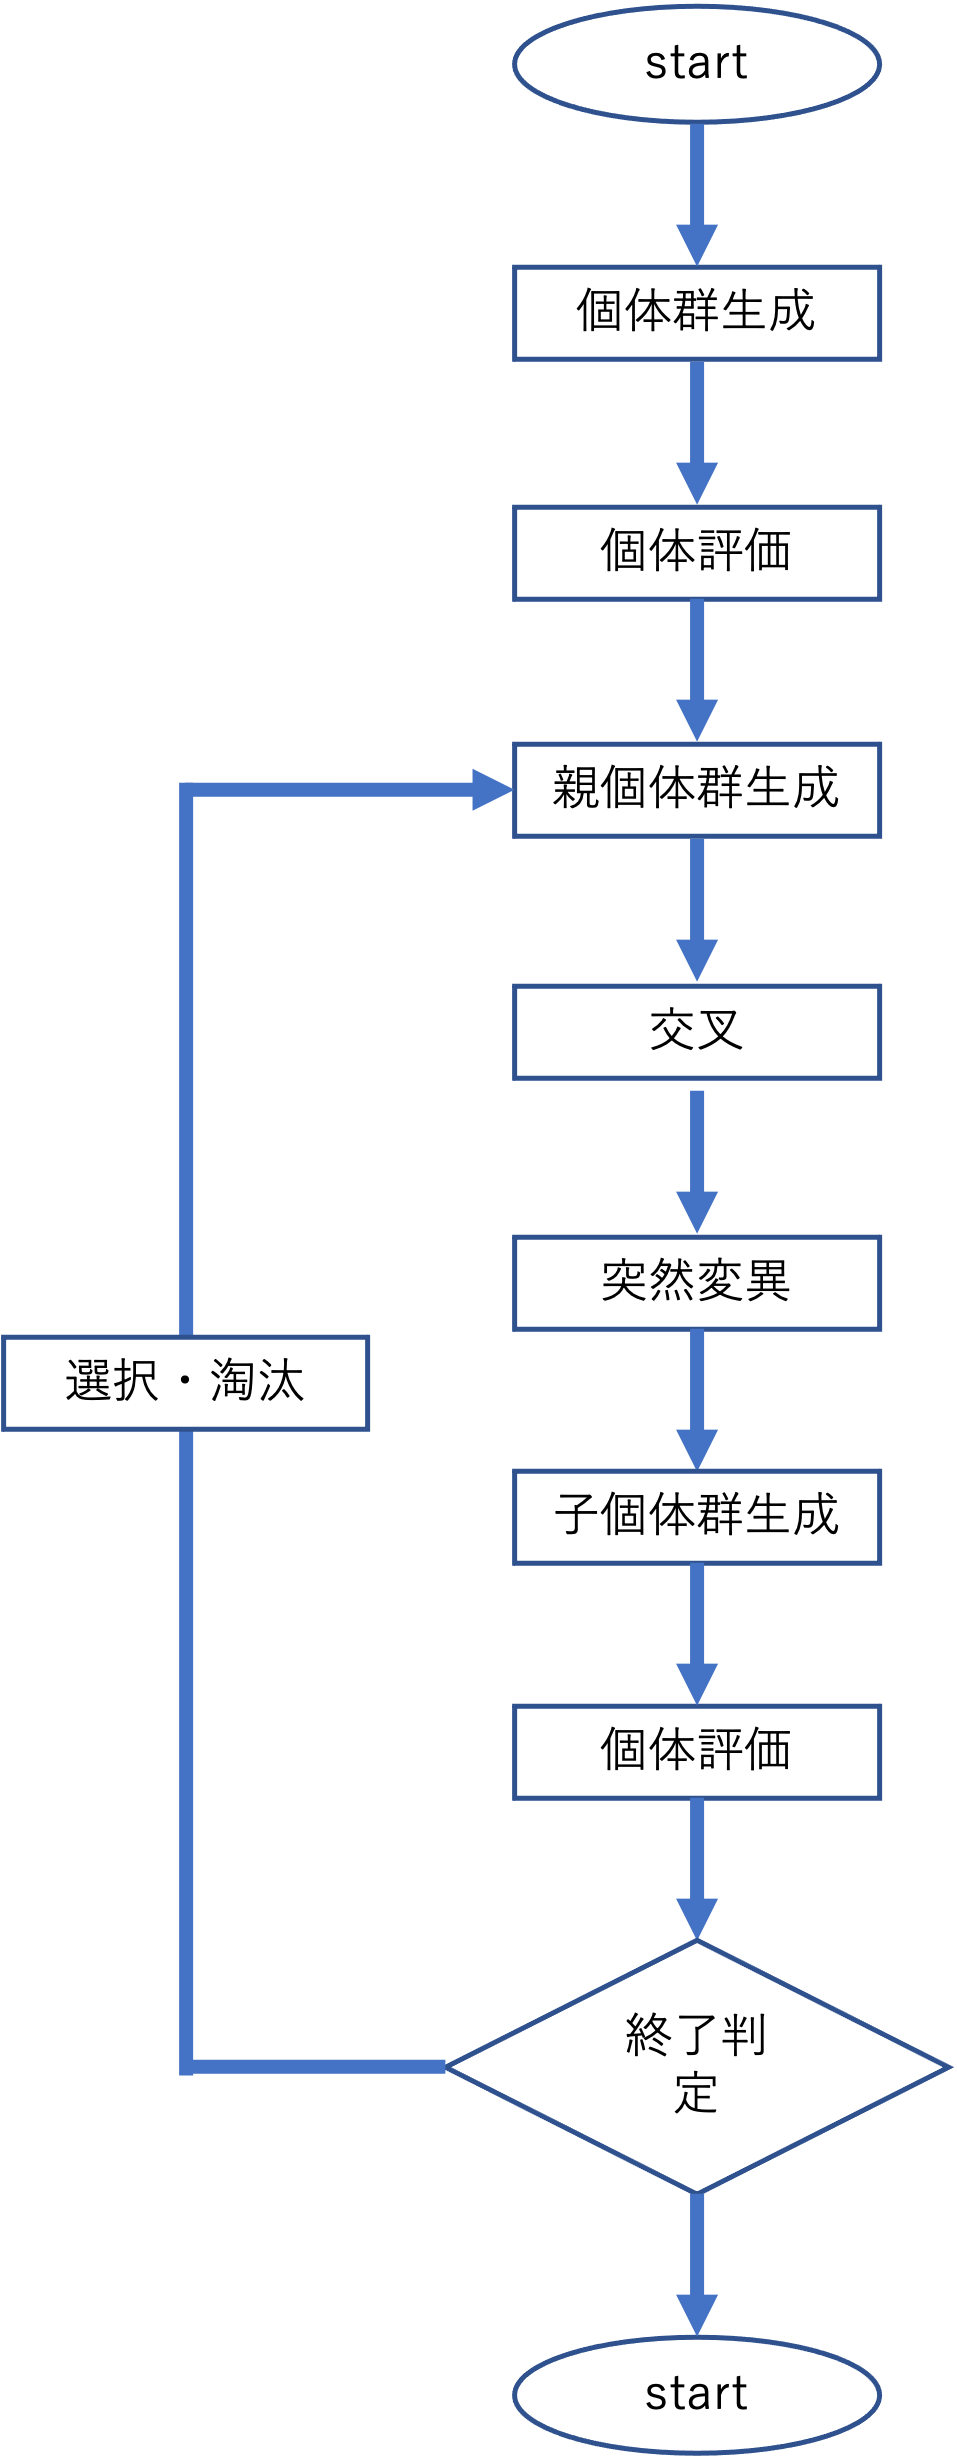 start
個体群生成
個体評価
親個体群生成
交叉
突然変異
選択・淘汰
子個体群生成
個体評価
終了判
定
start